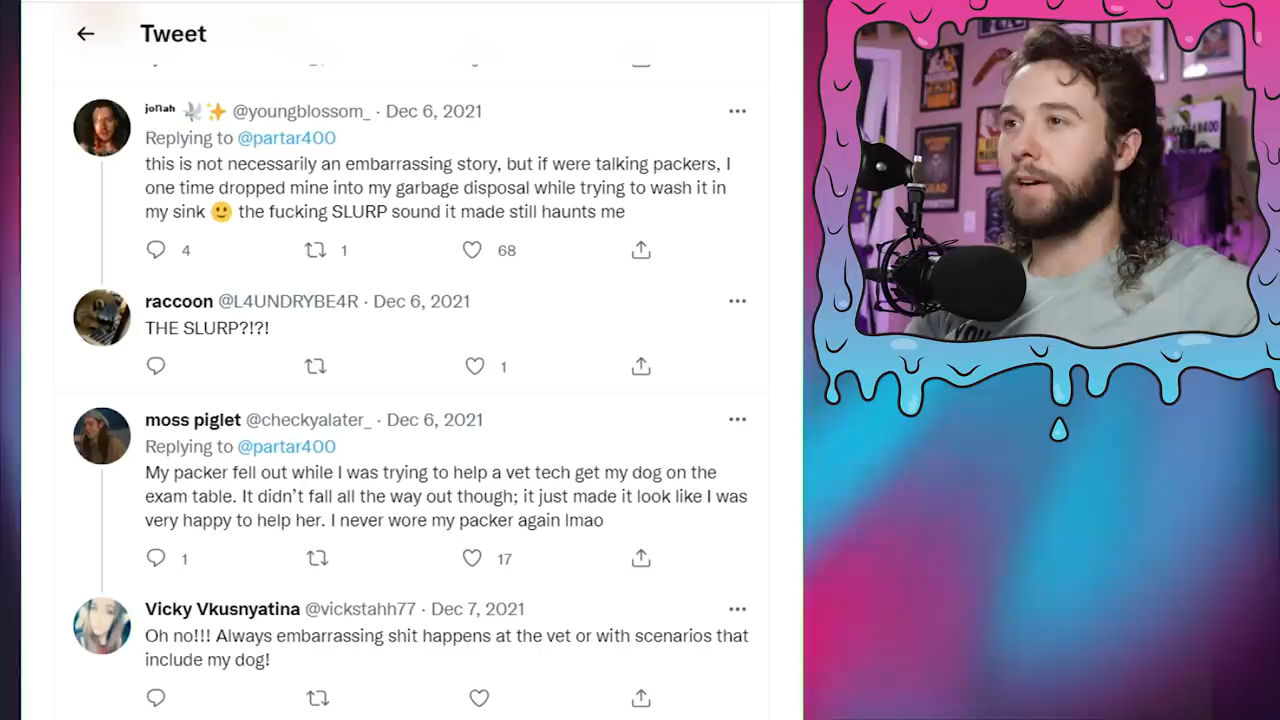 Tweet
jonah 🕊️✨ @youngblossom_ · Dec 6, 2021
Replying to @partar400
this is not necessarily an embarrassing story, but if were talking packers, I
one time dropped mine into my garbage disposal while trying to wash it in
my sink 🙂 the fucking SLURP sound it made still haunts me
4 1 68
raccoon @L4UNDRYBE4R · Dec 6, 2021
THE SLURP?!?!
1
moss piglet @checkyalater_ · Dec 6, 2021
Replying to @partar400
My packer fell out while I was trying to help a vet tech get my dog on the
exam table. It didn't fall all the way out though; it just made it look like I was
very happy to help her. I never wore my packer again lmao
1 17
Vicky Vkusnyatina @vickstahh77 · Dec 7, 2021
Oh no!!! Always embarrassing shit happens at the vet or with scenarios that
include my dog!